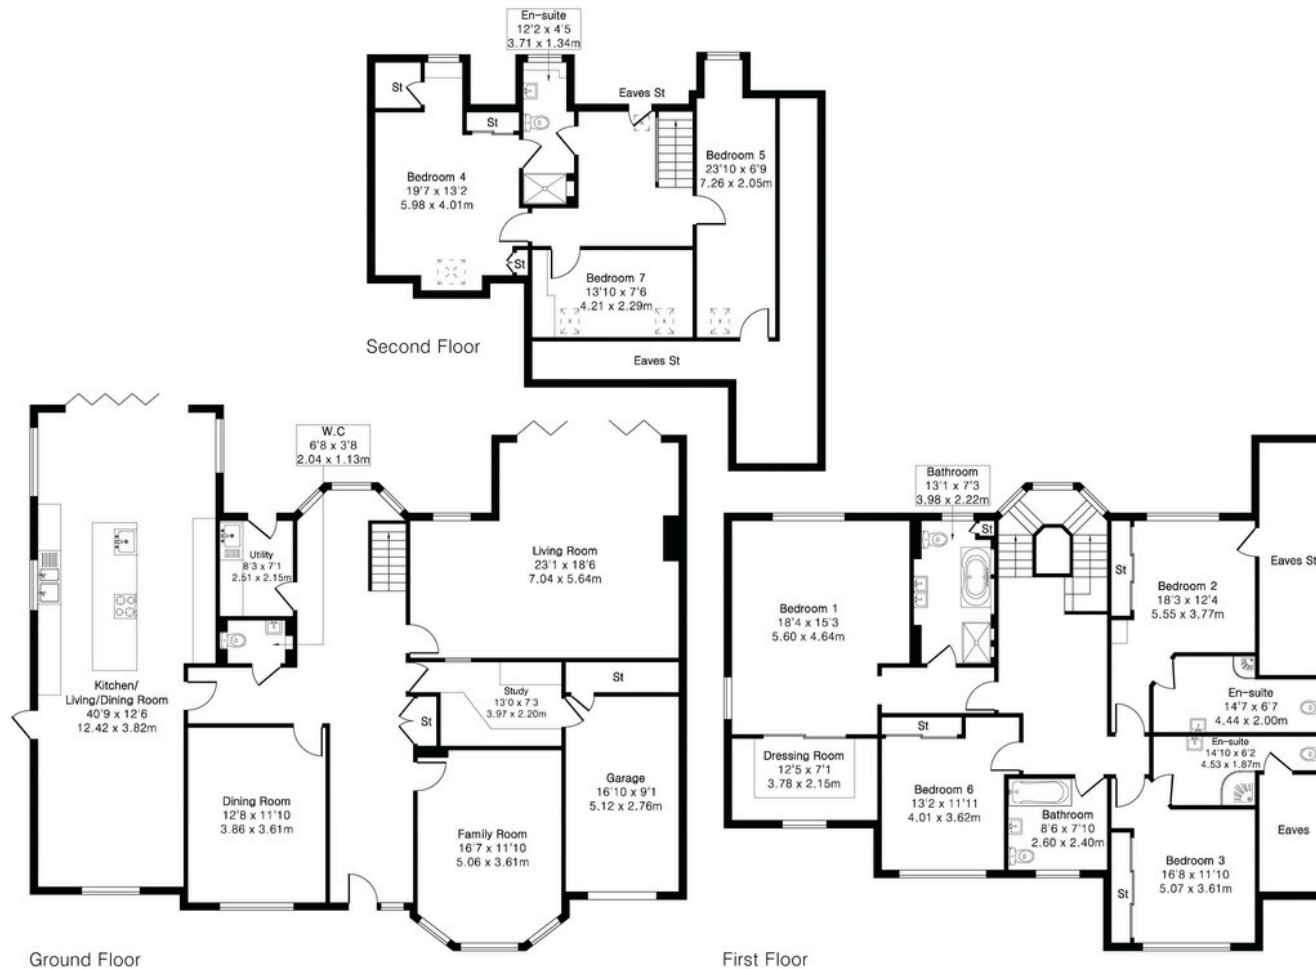 En-suite
12'2 x 4'5
3.71 x 1.34m
St
Eaves St
St
Bedroom 4
19'7 x 13'2
5.98 x 4.01m
Bedroom 5
23'10 x 6'9
7.26 x 2.05m
St
Bedroom 7
13'10 x 7'6
4.21 x 2.29m
Eaves St
Second Floor
W.C
6'8 x 3'8
2.04 x 1.13m
Utility
8'3 x 7'1
2.51 x 2.15m
Living Room
23'1 x 18'6
7.04 x 5.64m
Kitchen/
Living/Dining Room
40'9 x 12'6
12.42 x 3.82m
Study
13'0 x 7'3
3.97 x 2.20m
St
St
Dining Room
12'8 x 11'10
3.86 x 3.61m
Garage
16'10 x 9'1
5.12 x 2.76m
Family Room
16'7 x 11'10
5.06 x 3.61m
Ground Floor
Bathroom
13'1 x 7'3
3.98 x 2.22m
St
Bedroom 1
18'4 x 15'3
5.60 x 4.64m
St
Bedroom 2
18'3 x 12'4
5.55 x 3.77m
Eaves St
En-suite
14'7 x 6'7
4.44 x 2.00m
St
En-suite
14'10 x 6'2
4.53 x 1.87m
Dressing Room
12'5 x 7'1
3.78 x 2.15m
Bedroom 6
13'2 x 11'11
4.01 x 3.62m
Bathroom
8'6 x 7'10
2.60 x 2.40m
Eaves
St
Bedroom 3
16'8 x 11'10
5.07 x 3.61m
First Floor